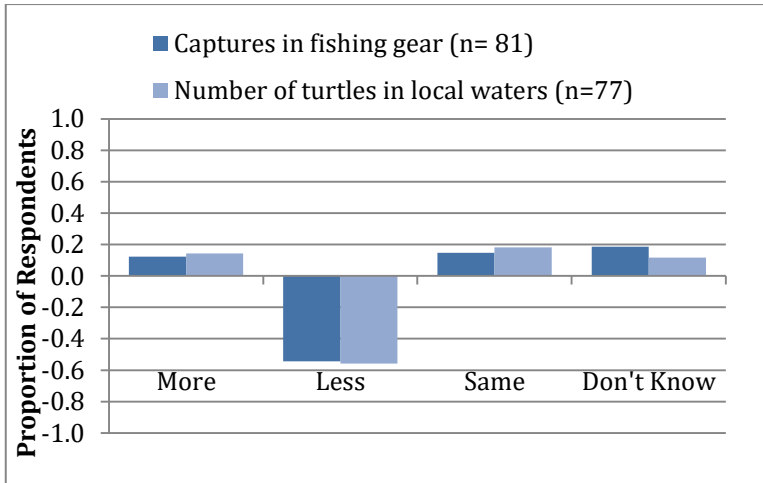 Captures in fishing gear (n= 81)
Number of turtles in local waters (n=77)
Proportion of Respondents
1.0
0.8
0.6
0.4
0.2
0.0
-0.2
-0.4
-0.6
-0.8
-1.0
More Less Same Don't Know